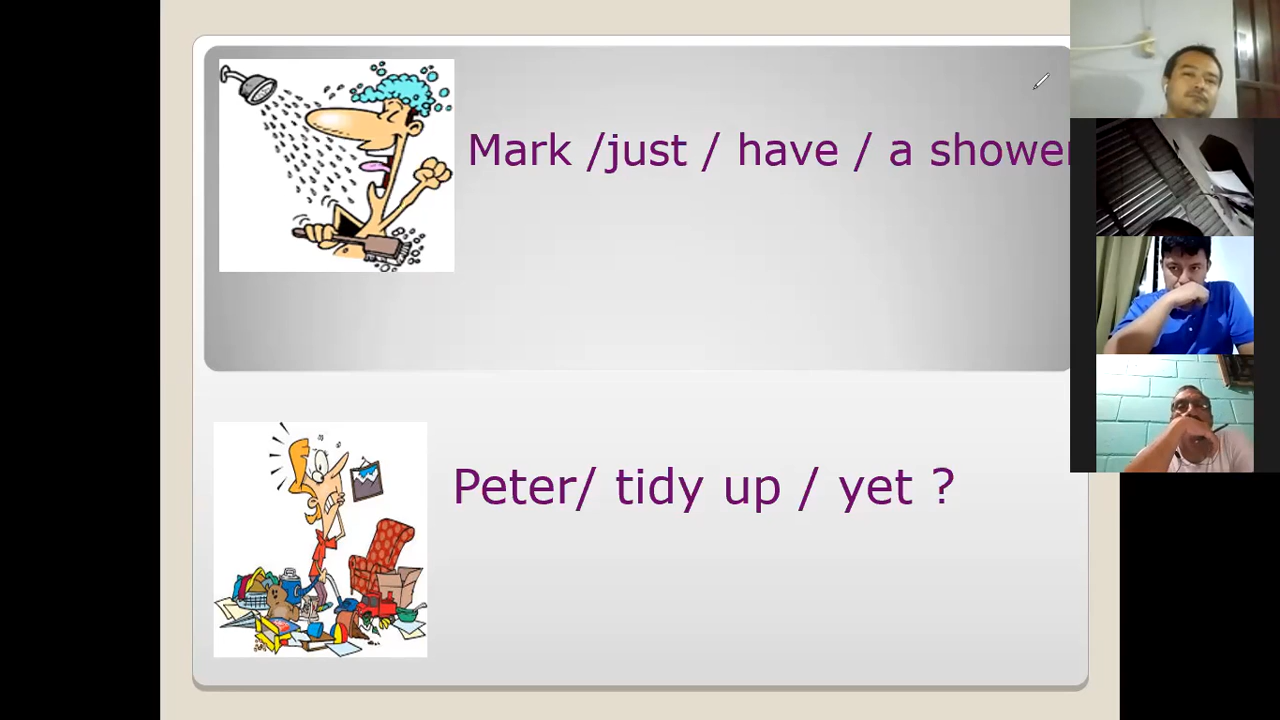 Mark /just / have / a shower
Peter/ tidy up / yet ?